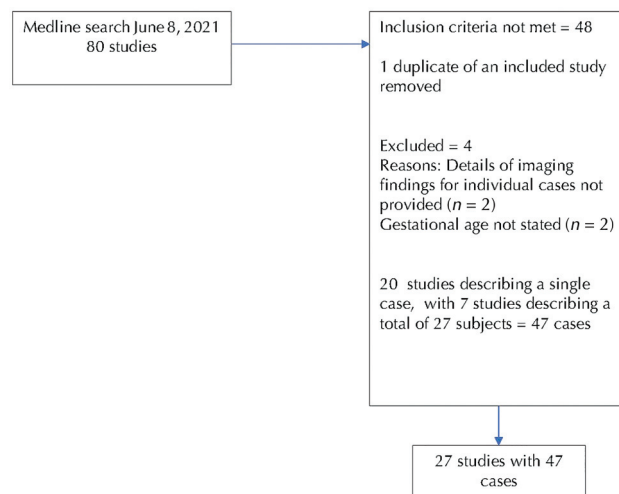 Medline search June 8, 2021
80 studies
Inclusion criteria not met = 48
1 duplicate of an included study
removed
Excluded = 4
Reasons: Details of imaging
findings for individual cases not
provided (n = 2)
Gestational age not stated (n = 2)
20 studies describing a single
case, with 7 studies describing a
total of 27 subjects = 47 cases
27 studies with 47
cases